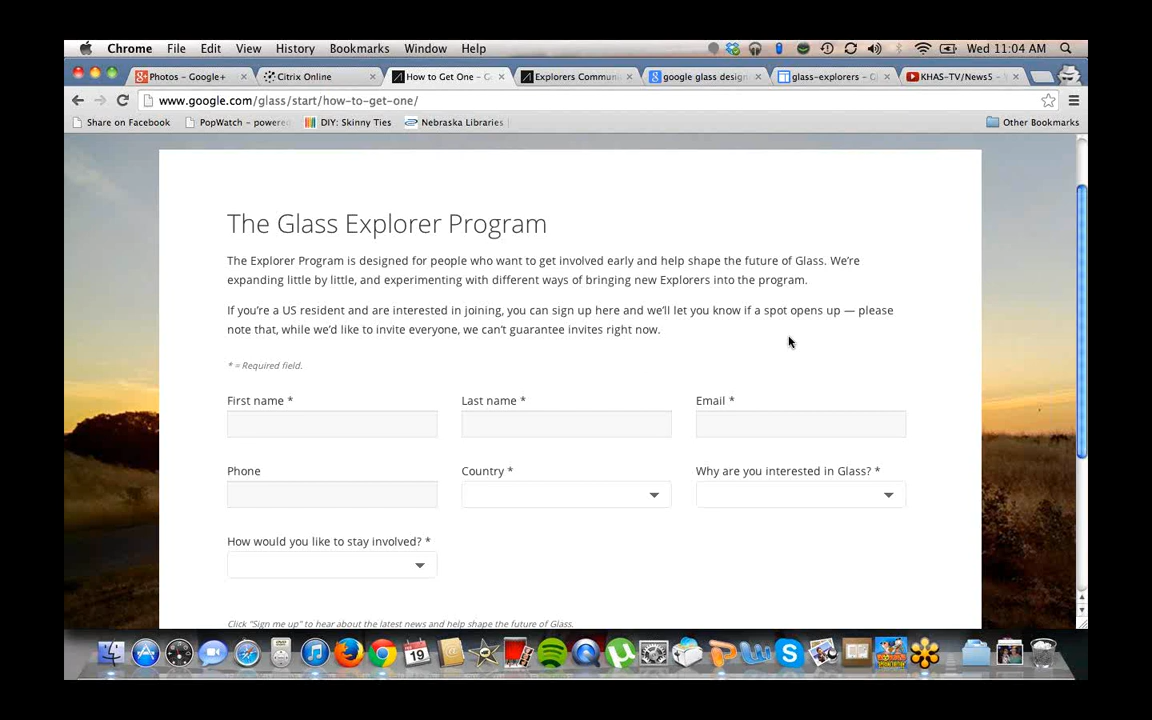 Chrome File Edit View History Bookmarks Window Help Wed 11:04 AM
Photos - Google+ Citrix Online How to Get One - Explorers Commun google glass design glass-explorers - KHAS-TV/News5 -
www.google.com/glass/start/how-to-get-one/
Share on Facebook PopWatch - powere DIY: Skinny Ties Nebraska Libraries Other Bookmarks
The Glass Explorer Program
The Explorer Program is designed for people who want to get involved early and help shape the future of Glass. We're
expanding little by little, and experimenting with different ways of bringing new Explorers into the program.
If you're a US resident and are interested in joining, you can sign up here and we'll let you know if a spot opens up — please
note that, while we'd like to invite everyone, we can't guarantee invites right now.
* = Required field.
First name * Last name * Email *
Phone Country * Why are you interested in Glass? *
How would you like to stay involved? *
Click "Sign me up" to hear about the latest news and help shape the future of Glass.
19